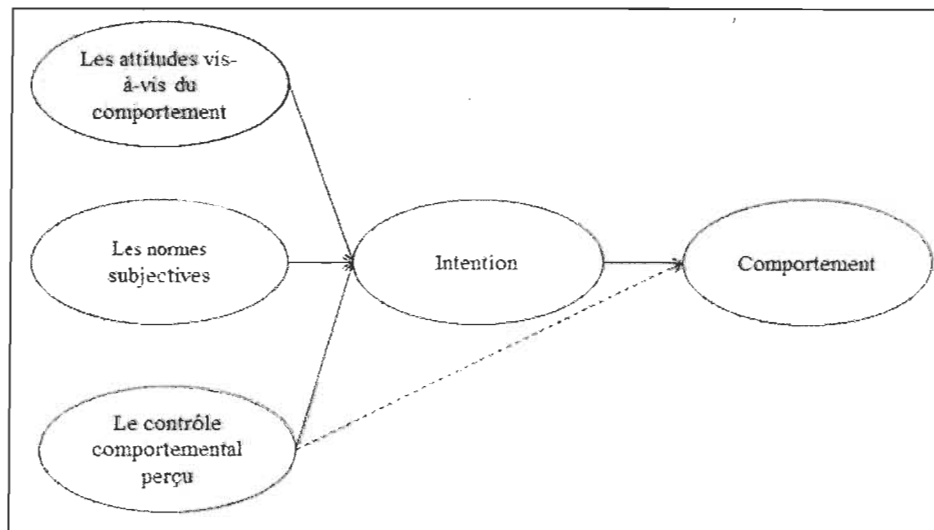 Les attitudes vis-
à-vis du
comportement
Les normes
subjectives
Intention
Comportement
Le contrôle
comportemental
perçu